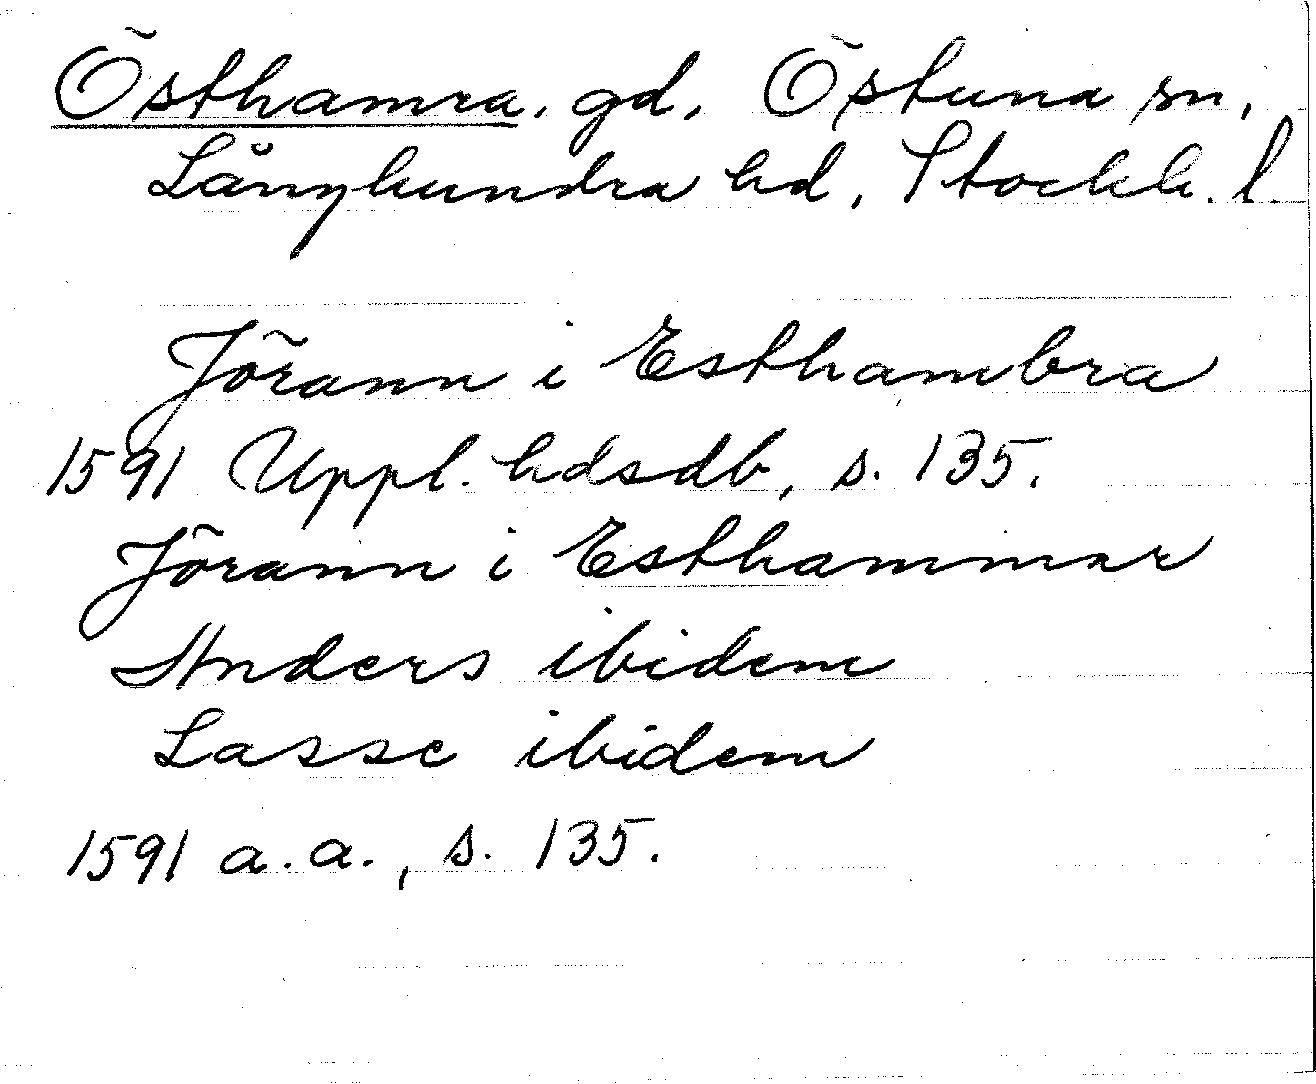 Östhamra, gd, Östuna sn,
Långhundra hd, Stockh. l.
Jörann i Esthambra
1591 Uppl. hdsdb, s. 135.
Jörann i Esthammar
Anders ibidem
Lasse ibidem
1591 a.a., s. 135.